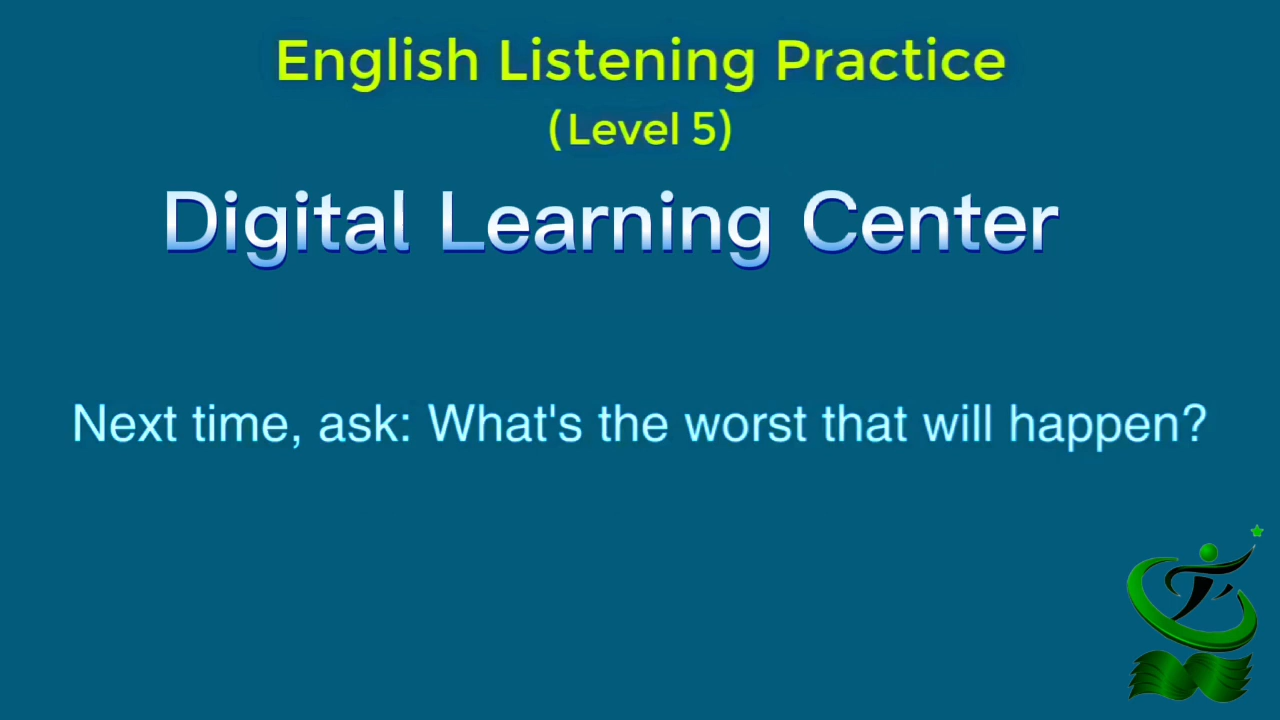 English Listening Practice
(Level 5)
Digital Learning Center
Next time, ask: What's the worst that will happen?